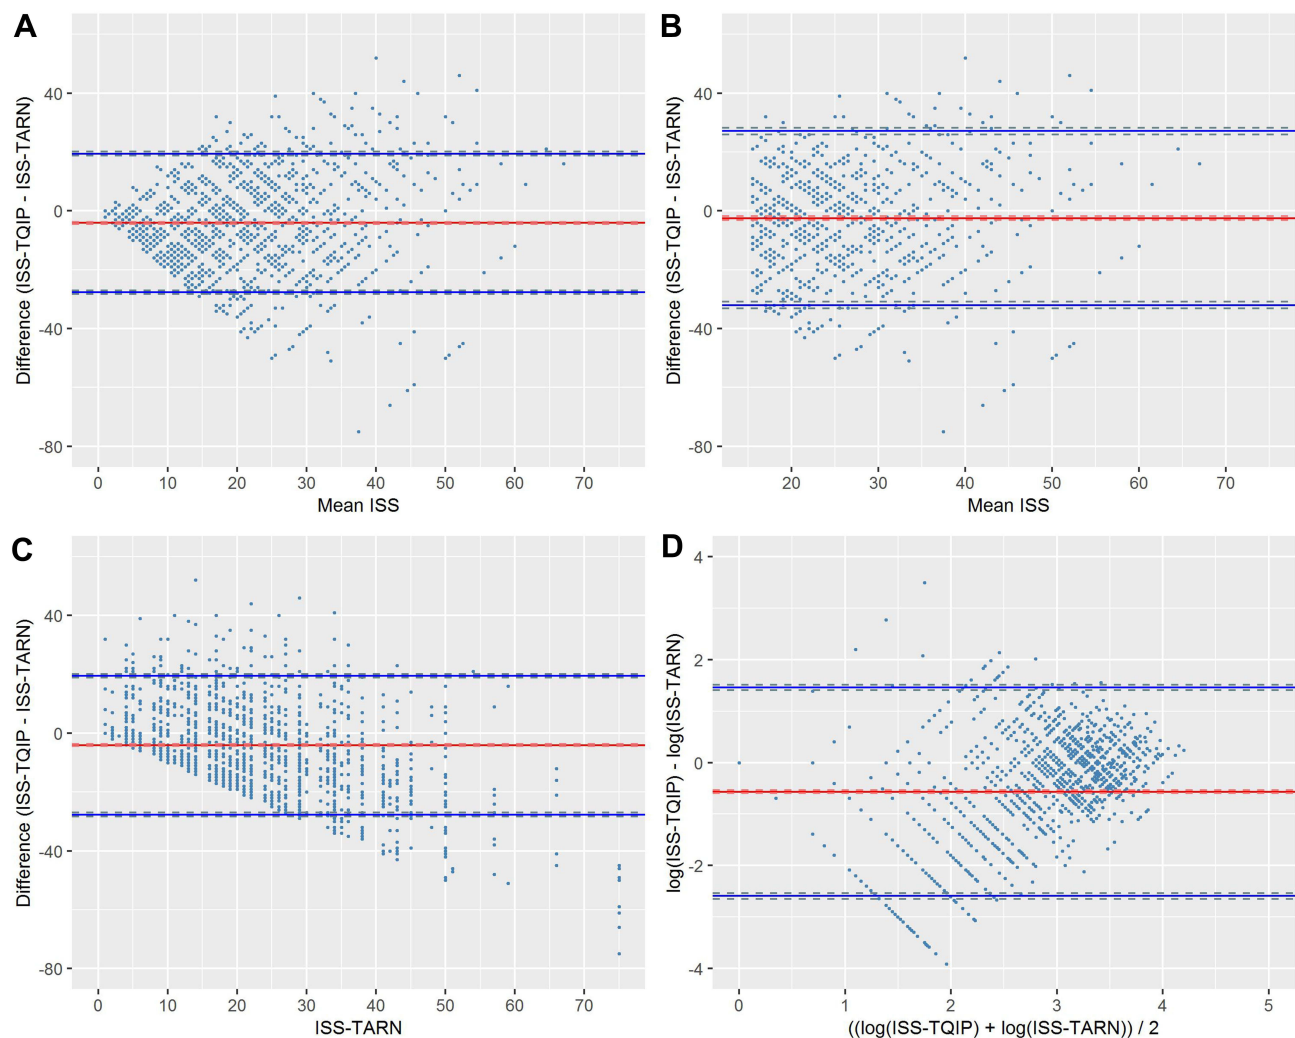 A
Difference (ISS-TQIP - ISS-TARN)
40
0
-40
-80
0 10 20 30 40 50 60 70
Mean ISS
B
Difference (ISS-TQIP - ISS-TARN)
40
0
-40
-80
20 30 40 50 60 70
Mean ISS
C
Difference (ISS-TQIP - ISS-TARN)
40
0
-40
-80
0 10 20 30 40 50 60 70
ISS-TARN
D
log(ISS-TQIP) - log(ISS-TARN)
4
2
0
-2
-4
0 1 2 3 4 5
((log(ISS-TQIP) + log(ISS-TARN)) / 2